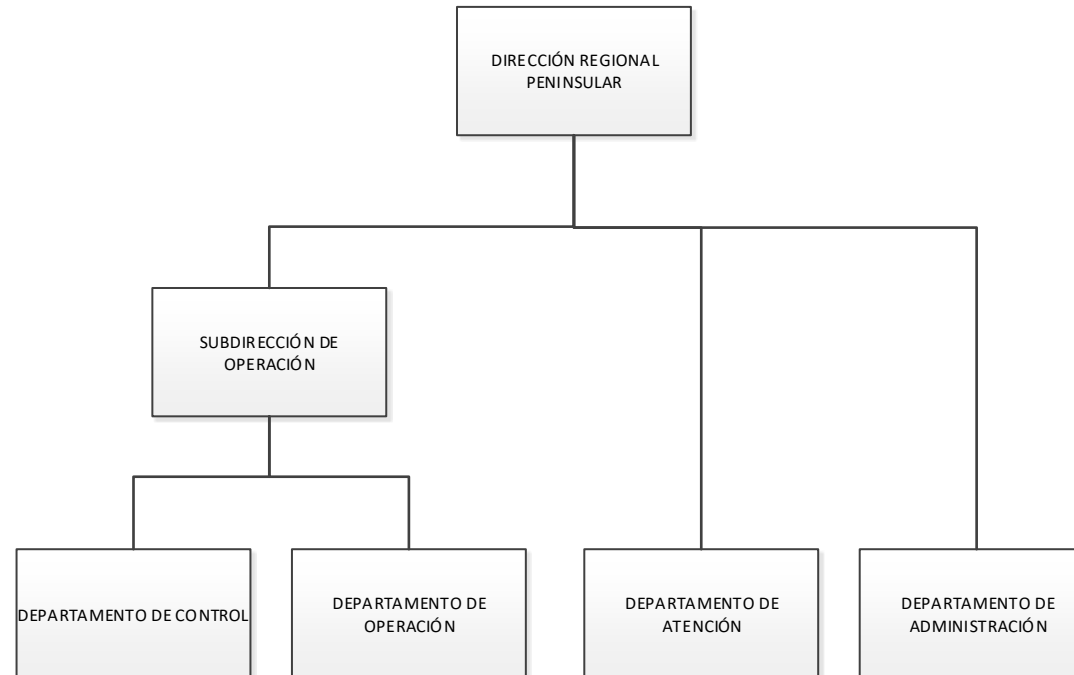 DIRECCIÓN REGIONAL
PENINSULAR
SUBDIRECCIÓN DE
OPERACIÓN
DEPARTAMENTO DE CONTROL
DEPARTAMENTO DE
OPERACIÓN
DEPARTAMENTO DE
ATENCIÓN
DEPARTAMENTO DE
ADMINISTRACIÓN